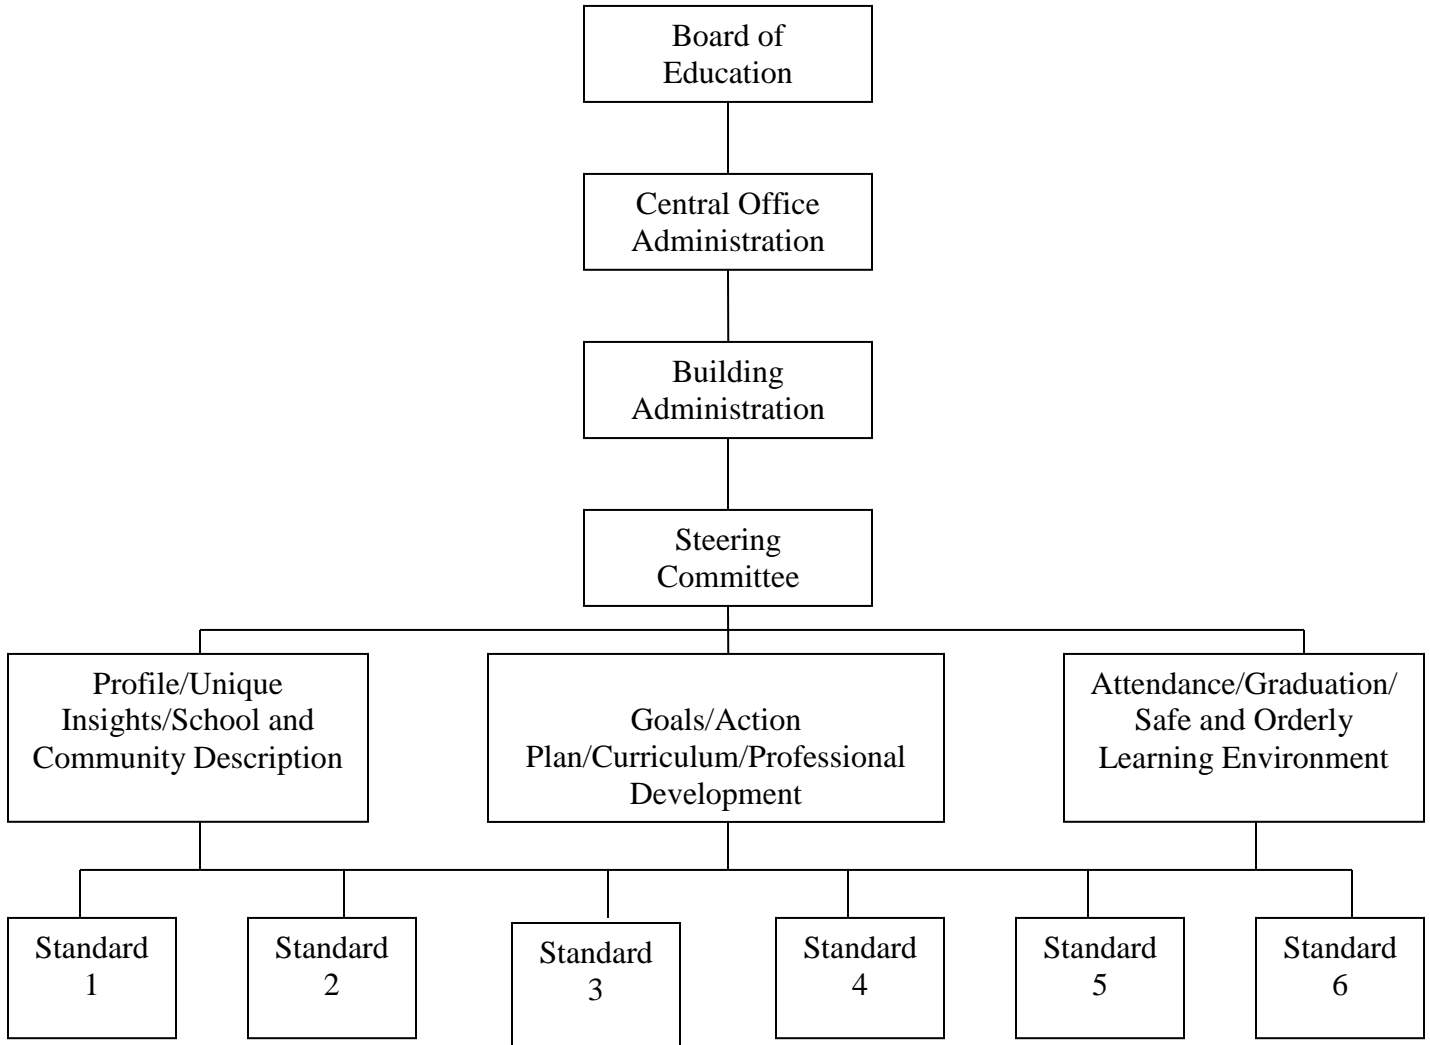 Board of
Education
Central Office
Administration
Building
Administration
Steering
Committee
Profile/Unique
Insights/School and
Community Description
Goals/Action
Plan/Curriculum/Professional
Development
Attendance/Graduation/
Safe and Orderly
Learning Environment
Standard
1
Standard
2
Standard
3
Standard
4
Standard
5
Standard
6